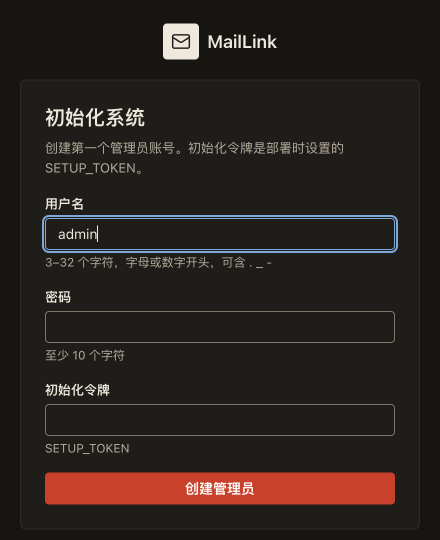 MailLink
初始化系统
创建第一个管理员账号。初始化令牌是部署时设置的
SETUP_TOKEN。
用户名
admin
3–32 个字符，字母或数字开头，可含 . _ -
密码
至少 10 个字符
初始化令牌
SETUP_TOKEN
创建管理员